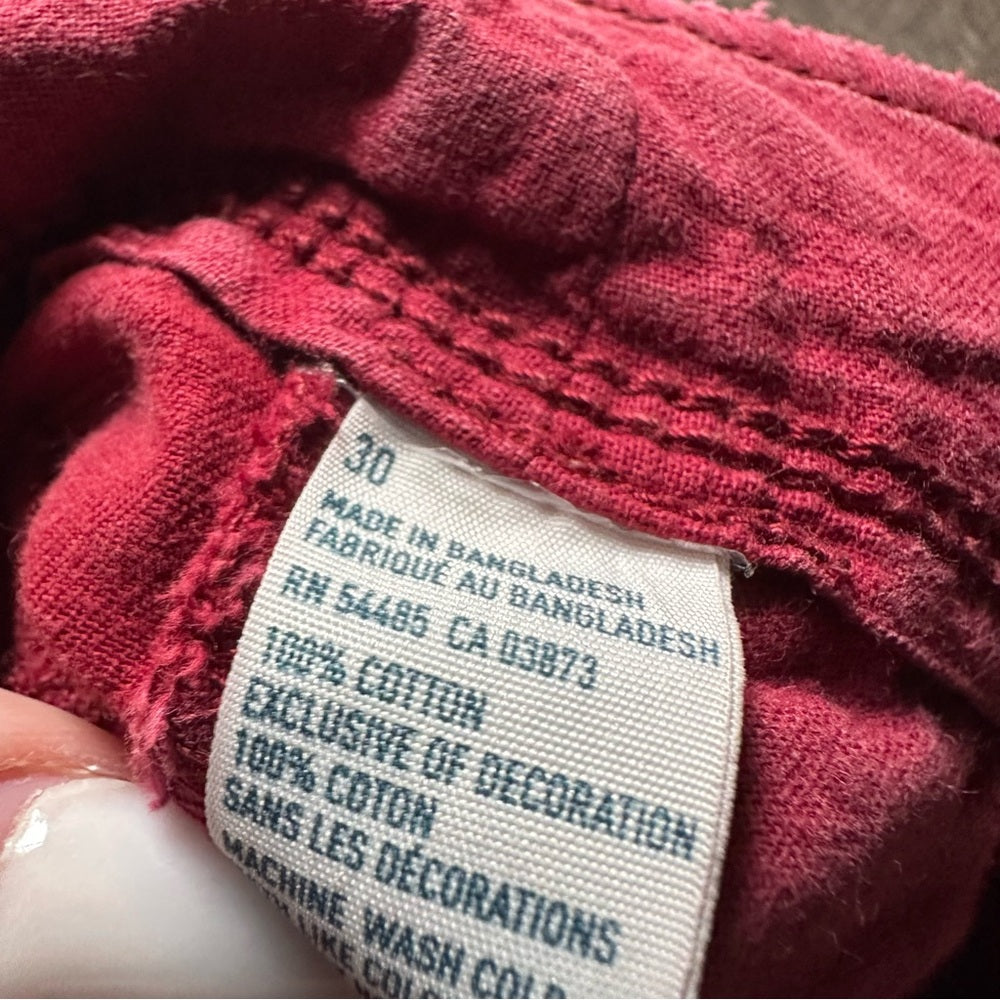 30
MADE IN BANGLADESH
FABRIQUÉ AU BANGLADESH
RN 54485 CA 03873
100% COTTON
EXCLUSIVE OF DECORATION
100% COTON
SANS LES DÉCORATIONS
MACHINE WASH COLD
LIKE